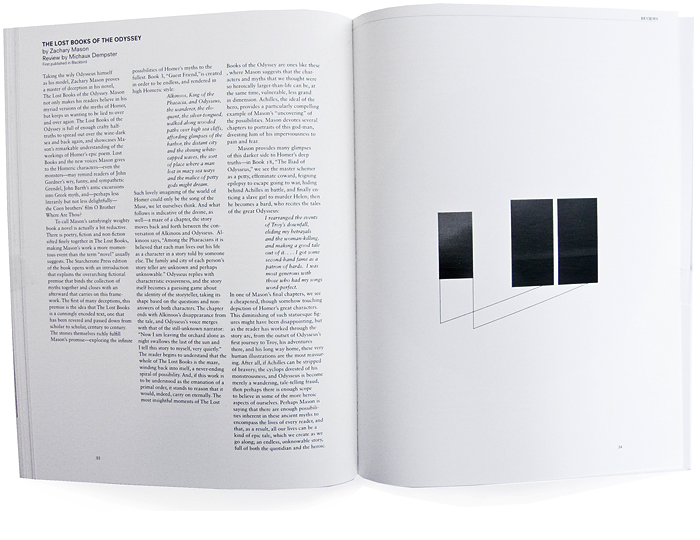 THE LOST BOOKS OF THE ODYSSEY
by Zachary Mason
Review by Michaux Dempster
First published in Blackbird
Taking the wily Odysseus himself
as his model, Zachary Mason proves
a master of deception in his novel,
The Lost Books of the Odyssey. Mason
not only makes his readers believe in his
myriad versions of the myths of Homer,
but keeps us wanting to be lied to over
and over again. The Lost Books of the
Odyssey is full of enough crafty half-
truths to spread out over the wine-dark
sea and back again, and showcases Ma-
son's remarkable understanding of the
workings of Homer's epic poem. Lost
Books and the new voices Mason gives
to the Homeric characters—even the
monsters—may remind readers of John
Gardner's wry, funny, and sympathetic
Grendel, John Barth's antic excursions
into Greek myth, and—perhaps less
literarily but not less delightfully—
the Coen brothers' film O Brother
Where Art Thou?
To call Mason's satisfyingly weighty
book a novel is actually a bit reductive.
There is poetry, fiction and non-fiction
sifted finely together in The Lost Books,
making Mason's work a more momen-
tous event than the term "novel" usually
suggests. The Starcherone Press edition
of the book opens with an introduction
that explains the overarching fictional
premise that binds the collection of
myths together and closes with an
afterword that carries on this frame-
work. The first of many deceptions, this
premise is the idea that The Lost Books
is a cunningly encoded text, one that
has been revered and passed down from
scholar to scholar, century to century.
The stories themselves richly fulfill
Mason's promise—exploring the infinite
possibilities of Homer's myths to the
fullest. Book 3, "Guest Friend," is created
in order to be endless, and rendered in
high Homeric style:
Alkinoos, King of the
Phaeacia, and Odysseus,
the wanderer, the elo-
quent, the silver-tongued,
walked along wooded
paths over high sea cliffs,
affording glimpses of the
harbor, the distant city
and the shining white-
capped waves, the sort
of place where a man
lost in many sea ways
and the malice of petty
gods might dream.
Such lovely imagining of the world of
Homer could only be the song of the
Muse, we let ourselves think. And what
follows is indicative of the divine, as
well—a maze of a chapter, the story
moves back and forth between the con-
versation of Alkinoos and Odysseus. Al-
kinoos says, "Among the Phaeacians it is
believed that each man lives out his life
as a character in a story told by someone
else. The family and city of each person's
story teller are unknown and perhaps
unknowable." Odysseus replies with
characteristic evasiveness, and the story
itself becomes a guessing game about
the identity of the storyteller, taking its
shape based on the questions and non-
answers of both characters. The chapter
ends with Alkinoos's disappearance from
the tale, and Odysseus's voice merges
with that of the still-unknown narrator:
"Now I am leaving the orchard alone as
night swallows the last of the sun and
I tell this story to myself, very quietly."
The reader begins to understand that the
whole of The Lost Books is the maze,
winding back into itself, a never-ending
spiral of possibility. And, if this work is
to be understood as the emanation of a
primal order, it stands to reason that it
would, indeed, carry on eternally. The
most insightful moments of The Lost
Books of the Odyssey are ones like these
, where Mason suggests that the char-
acters and myths that we thought were
so heroically larger-than-life can be, at
the same time, vulnerable, less grand
in dimension. Achilles, the ideal of the
hero, provides a particularly compelling
example of Mason's "uncovering" of
the possibilities. Mason devotes several
chapters to portraits of this god-man,
divesting him of his imperviousness to
pain and fear.
Mason provides many glimpses
of this darker side to Homer's deep
truths—in Book 18, "The Iliad of
Odysseus," we see the master schemer
as a petty, effeminate coward, feigning
epilepsy to escape going to war, hiding
behind Achilles in battle, and finally en-
ticing a slave girl to murder Helen; then
he becomes a bard, who recites the tales
of the great Odysseus:
I rearranged the events
of Troy's downfall,
eliding my betrayals
and the woman-killing,
and making a good tale
out of it. . . . I got some
second-hand fame as a
patron of bards. I was
most generous with
those who had my songs
word-perfect.
In one of Mason's final chapters, we see
a cheapened, though somehow touching
depiction of Homer's great characters.
This diminishing of such statuesque fig-
ures might have been disappointing, but
as the reader has worked through the
story arc, from the outset of Odysseus's
first journey to Troy, his adventures
there, and his long way home, these very
human illustrations are the most reassur-
ing. After all, if Achilles can be stripped
of bravery, the cyclops divested of his
monstrousness, and Odysseus is become
merely a wandering, tale-telling fraud,
then perhaps there is enough scope
to believe in some of the more heroic
aspects of ourselves. Perhaps Mason is
saying that there are enough possibili-
ties inherent in these ancient myths to
encompass the lives of every reader, and
that, as a result, all our lives can be a
kind of epic tale, which we create as we
go along; an endless, unknowable story,
full of both the quotidian and the heroic.
REVIEWS